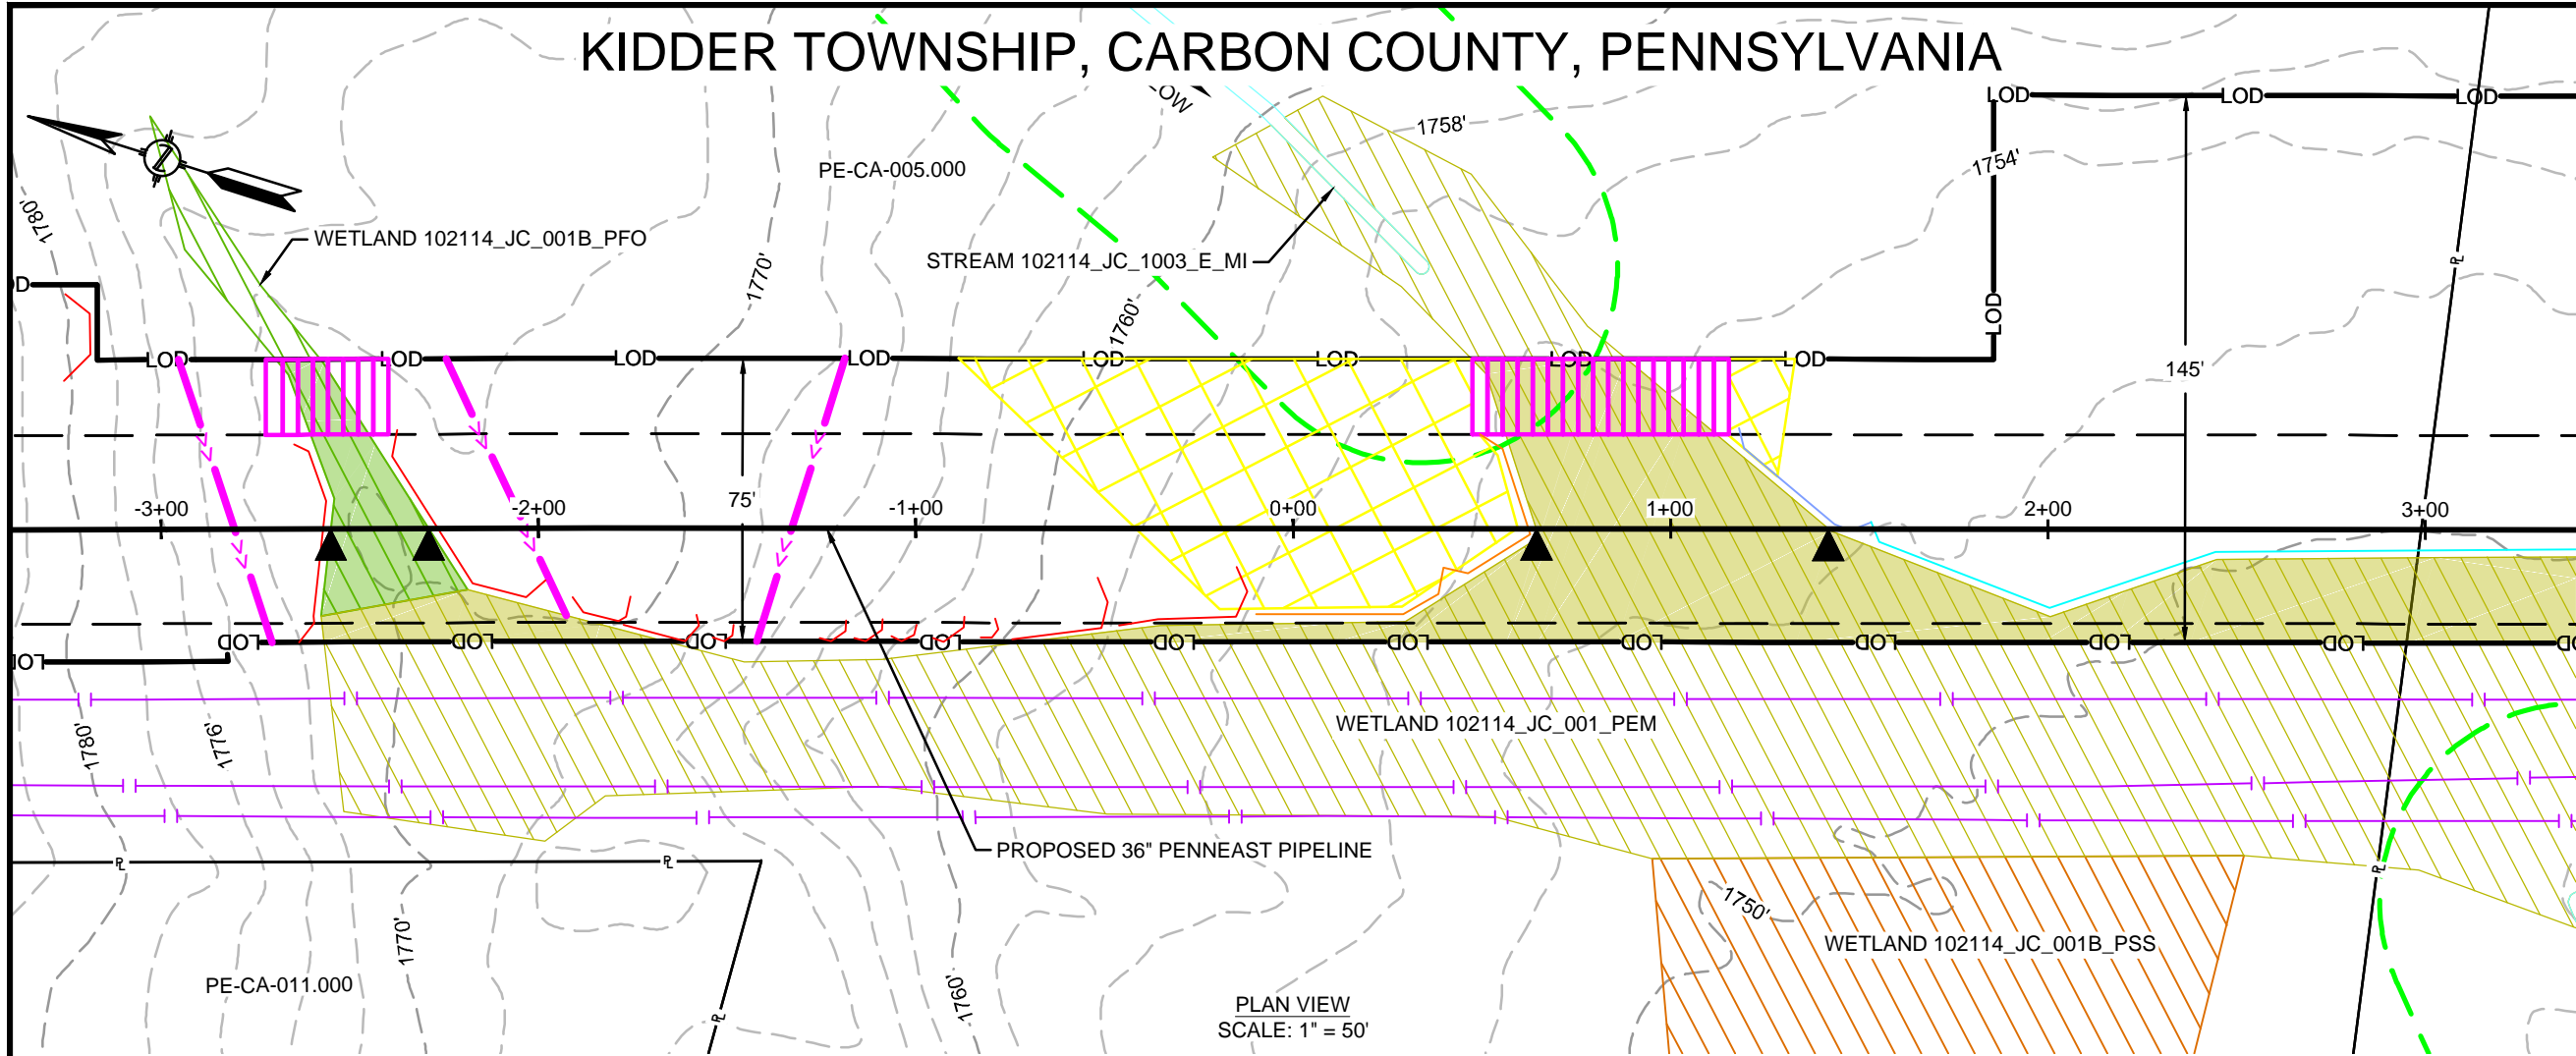 KIDDER TOWNSHIP, CARBON COUNTY, PENNSYLVANIA
LOD
LOD
LOD
1758'
1754'
PE-CA-005.000
1780'
WETLAND 102114_JC_001B_PFO
STREAM 102114_JC_1003_E_MI
1770'
1760'
LOD
LOD
LOD
LOD
LOD
LOD
LOD
LOD
LOD
145'
75'
-3+00
-2+00
-1+00
0+00
1+00
2+00
3+00
LOD
LOD
LOD
LOD
LOD
LOD
LOD
LOD
LOD
LOD
WETLAND 102114_JC_001_PEM
1780'
1776'
PROPOSED 36" PENNEAST PIPELINE
1750'
1770'
WETLAND 102114_JC_001B_PSS
PE-CA-011.000
1760'
PLAN VIEW
SCALE: 1" = 50'